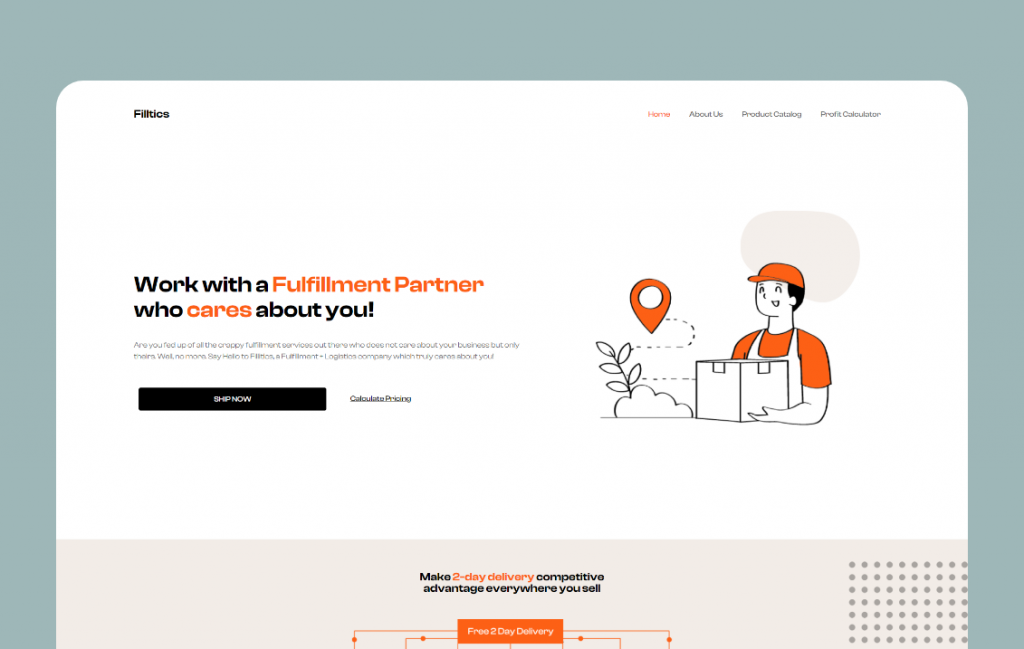 Filltics
Home About Us Product Catalog Profit Calculator
Work with a Fulfillment Partner
who cares about you!
Are you fed up of all the crappy fulfillment services out there who does not care about your business but only
theirs. Well, no more. Say Hello to Filltics, a Fulfillment + Logistics company which truly cares about you!
SHIP NOW
Calculate Pricing
Make 2-day delivery competitive
advantage everywhere you sell
Free 2 Day Delivery